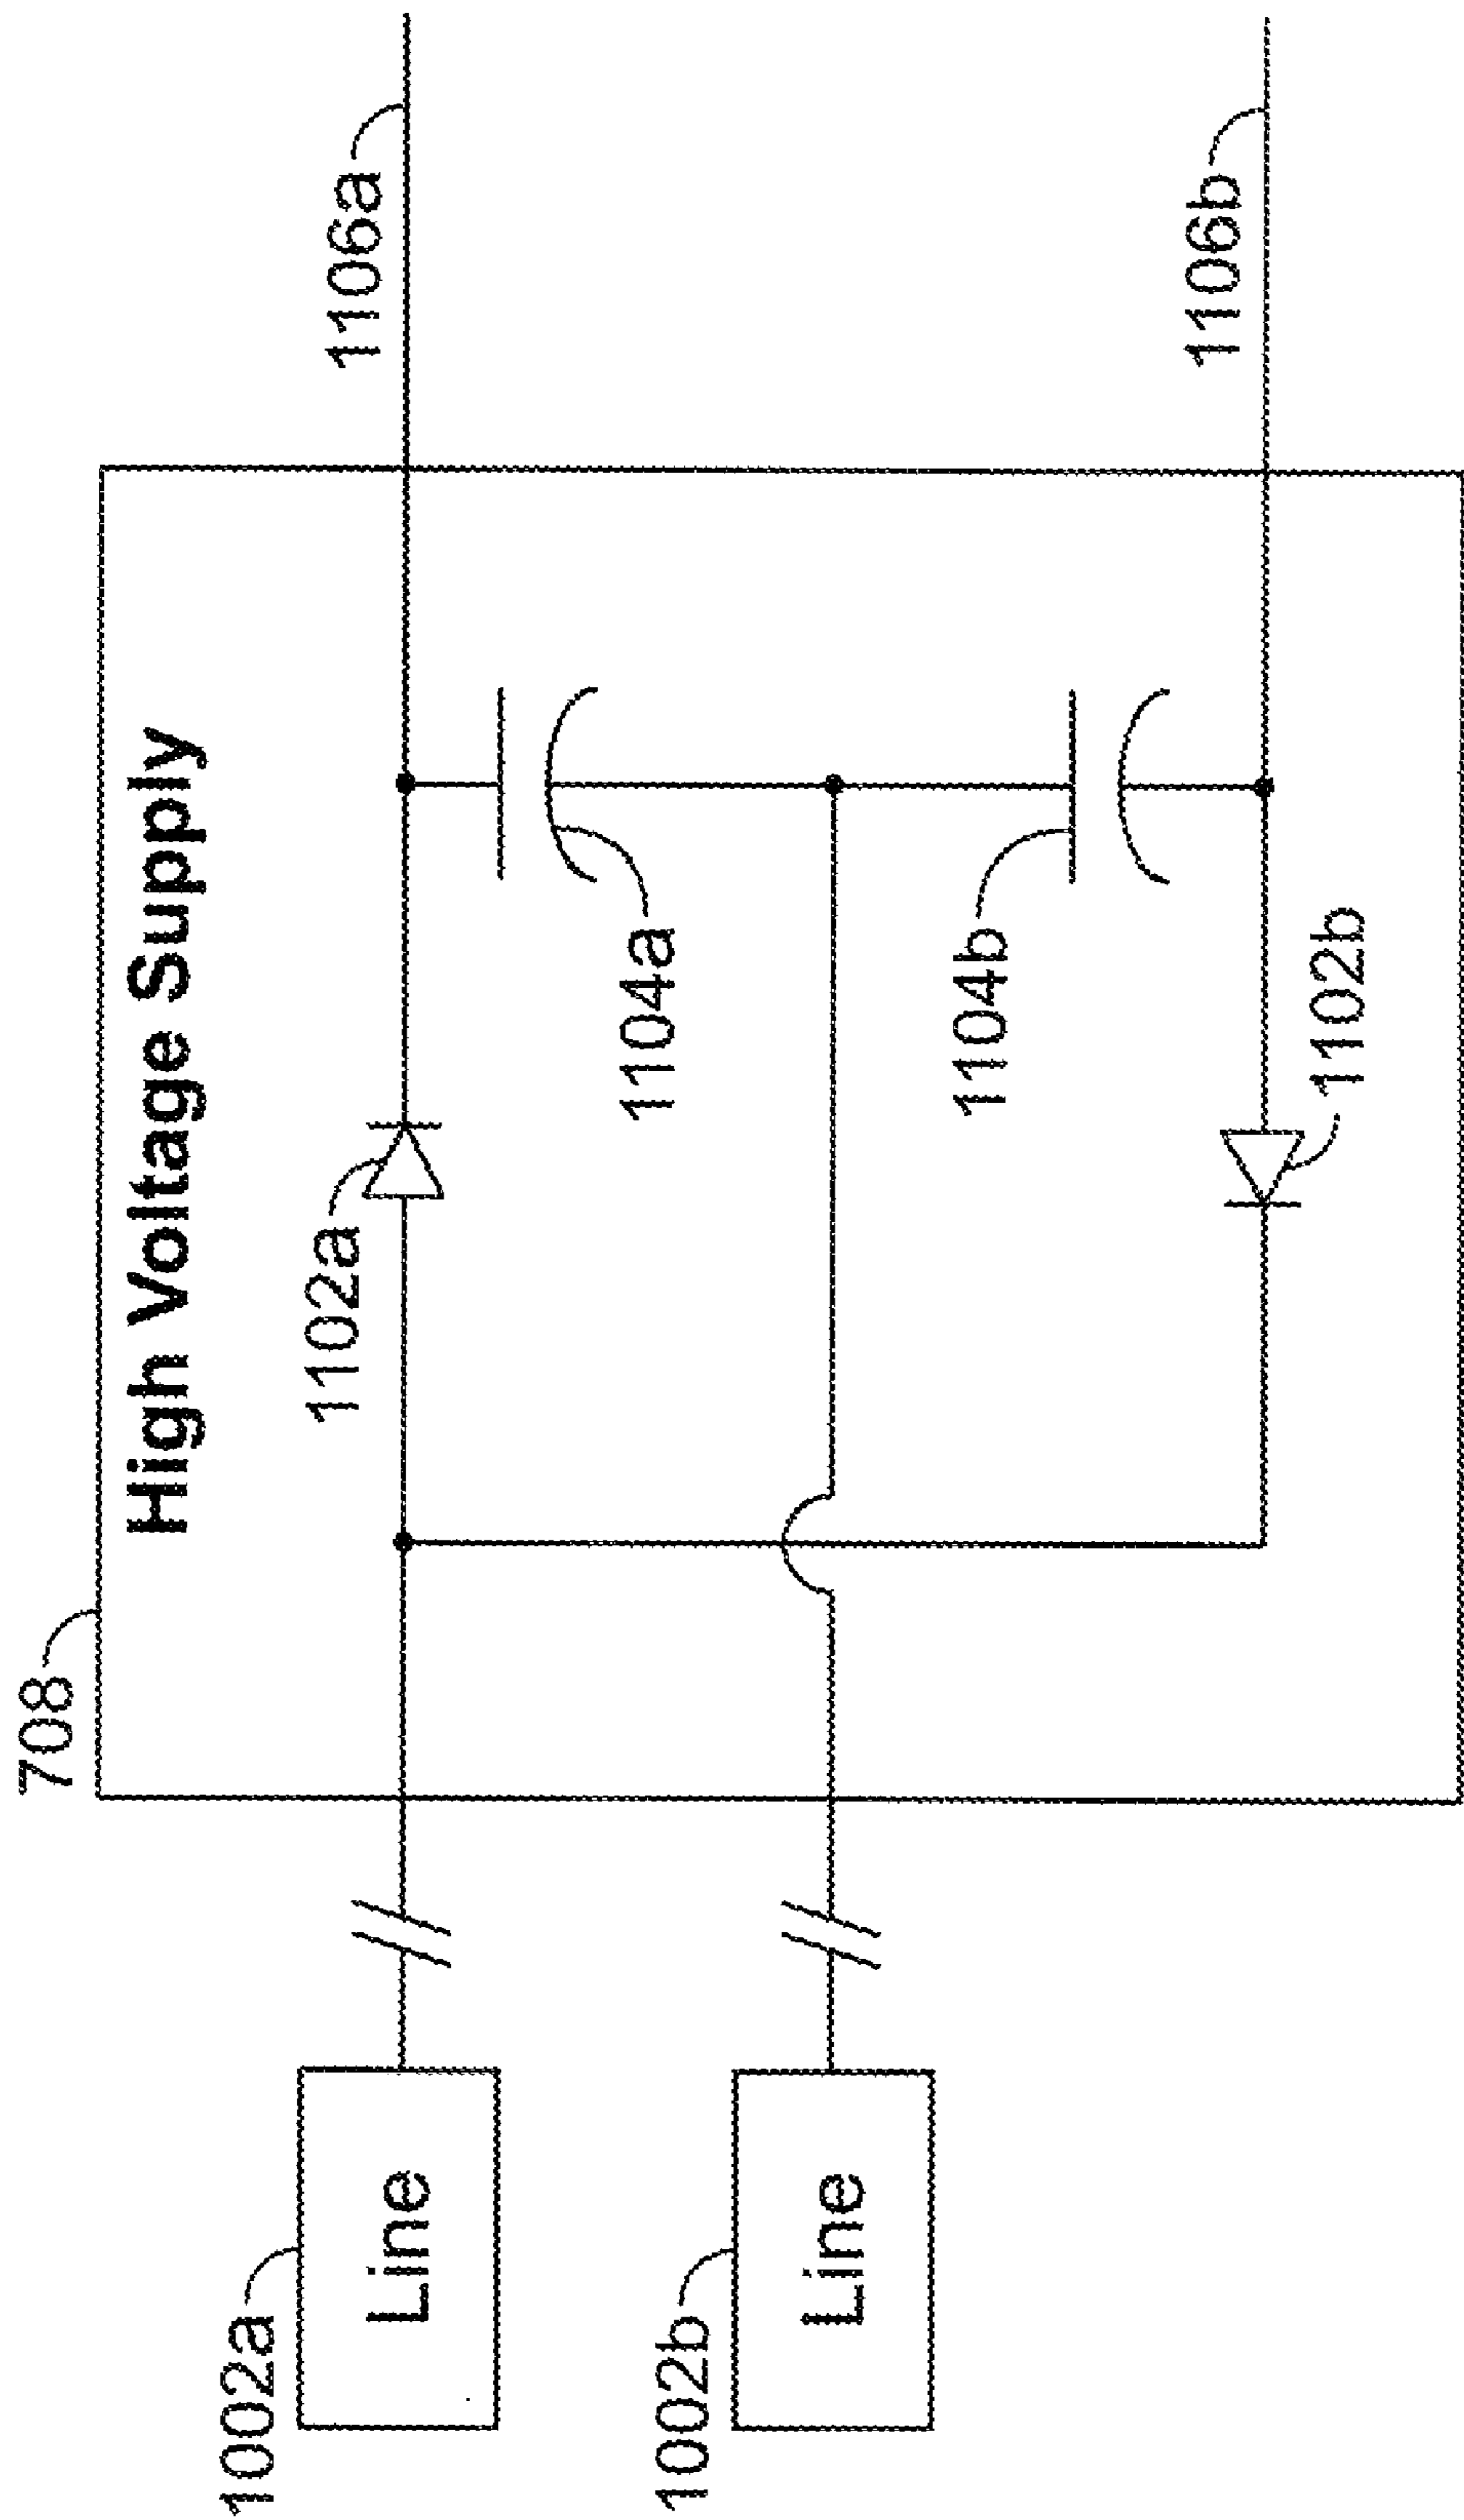 708
High Voltage Supply
1002a
Line
1102a
1104a
1106a
1002b
Line
1104b
1102b
1106b